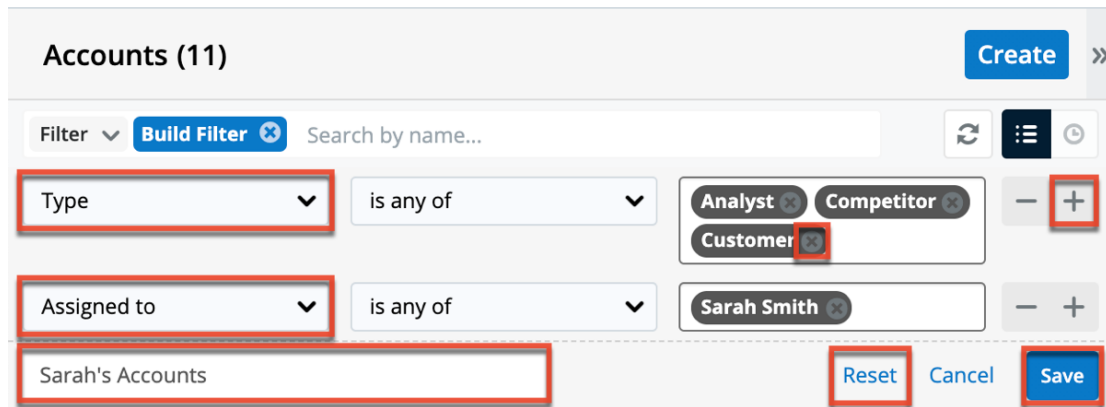 Accounts (11) Create
Filter Build Filter Search by name...
Type is any of Analyst Competitor
Customer
Assigned to is any of Sarah Smith
Sarah's Accounts Reset Cancel Save